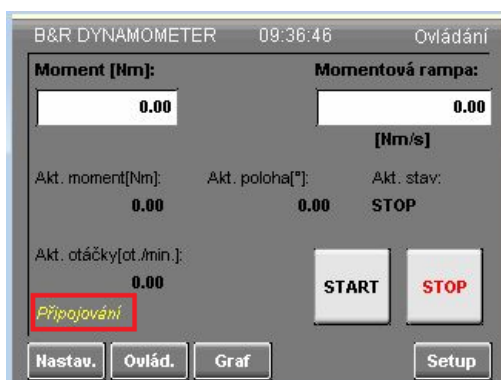 B&R DYNAMOMETER 09:36:46 Ovládání
Moment [Nm]: Momentová rampa:
0.00 0.00
[Nm/s]
Akt. moment[Nm]: Akt. poloha[°]: Akt. stav:
0.00 0.00 STOP
Akt. otáčky[ot./min.]:
0.00 START STOP
Připojování
Nastav. Ovlád. Graf Setup